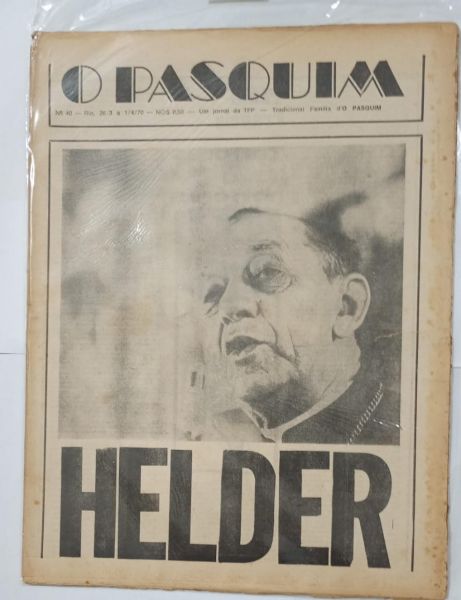 O PASQUIM
Nº 40 — Rio, 26/3 a 1/4/70 — NCr$ 0,50 — Um jornal da TFP — Tradicional Família d'O PASQUIM
HELDER